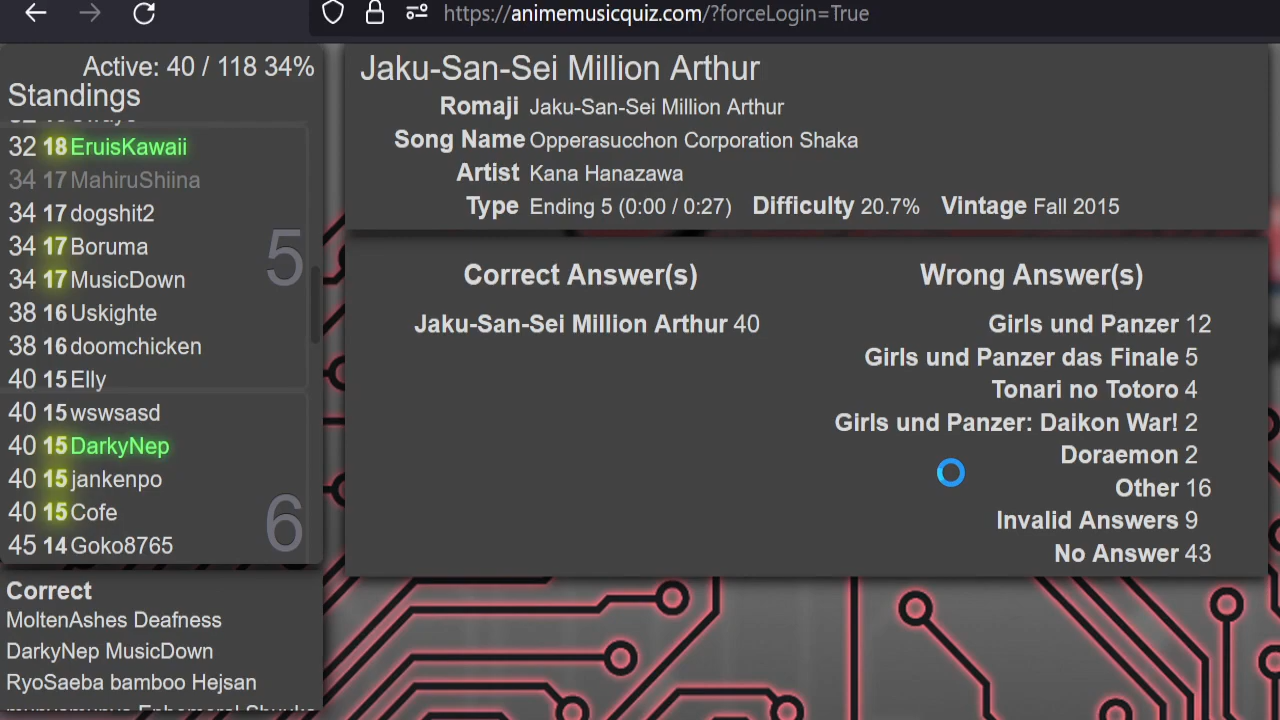 https://animemusicquiz.com/?forceLogin=True
Active: 40 / 118 34%
Standings
32 18 EruisKawaii
34 17 MahiruShiina
34 17 dogshit2
34 17 Boruma
34 17 MusicDown
5
38 16 Uskighte
38 16 doomchicken
40 15 Elly
40 15 wswsasd
40 15 DarkyNep
40 15 jankenpo
40 15 Cofe
6
45 14 Goko8765
Correct
MoltenAshes Deafness
DarkyNep MusicDown
RyoSaeba bamboo Hejsan
Jaku-San-Sei Million Arthur
Romaji Jaku-San-Sei Million Arthur
Song Name Opperasucchon Corporation Shaka
Artist Kana Hanazawa
Type Ending 5 (0:00 / 0:27) Difficulty 20.7% Vintage Fall 2015
Correct Answer(s)
Jaku-San-Sei Million Arthur 40
Wrong Answer(s)
Girls und Panzer 12
Girls und Panzer das Finale 5
Tonari no Totoro 4
Girls und Panzer: Daikon War! 2
Doraemon 2
Other 16
Invalid Answers 9
No Answer 43